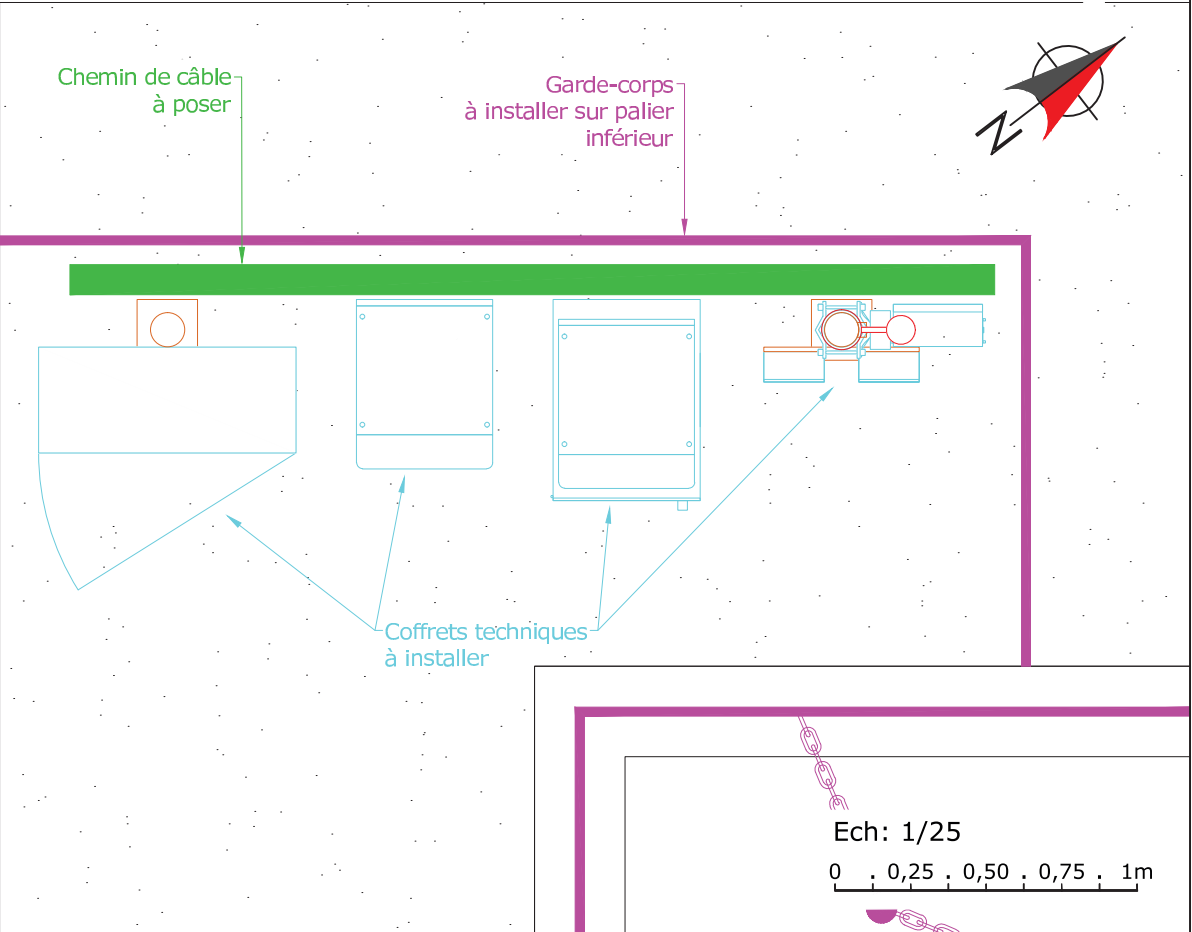 Chemin de câble
à poser
Garde-corps
à installer sur palier
inférieur
N
Coffrets techniques
à installer
Ech: 1/25
0 . 0,25 . 0,50 . 0,75 . 1m